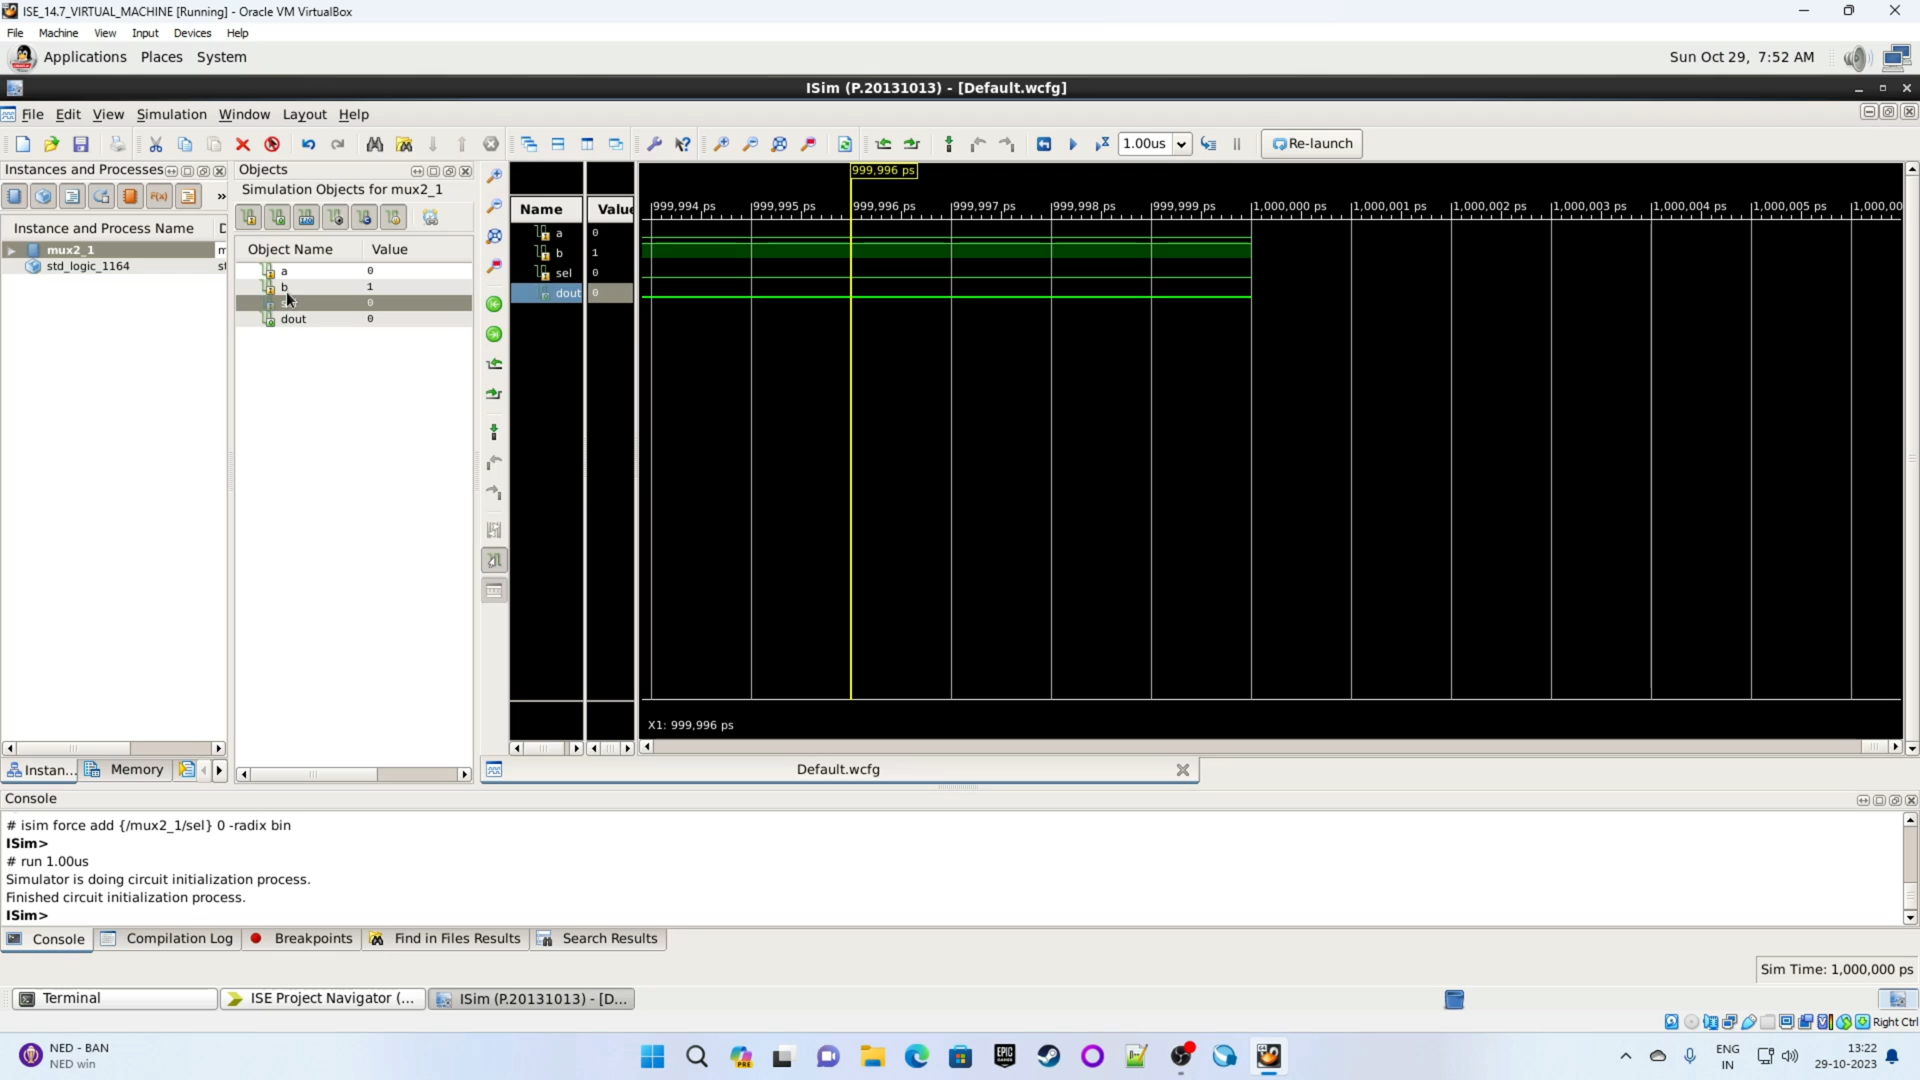 ISE_14.7_VIRTUAL_MACHINE [Running] - Oracle VM VirtualBox
File Machine View Input Devices Help
Applications Places System
Sun Oct 29, 7:52 AM
ISim (P.20131013) - [Default.wcfg]
File Edit View Simulation Window Layout Help
1.00us
Re-launch
Instances and Processes
Instance and Process Name
mux2_1
std_logic_1164
Instan...
Memory
Objects
Simulation Objects for mux2_1
Object Name Value
a 0
b 1
0
dout 0
Name Value
a 0
b 1
sel 0
dout 0
999,996 ps
999,994 ps 999,995 ps 999,996 ps 999,997 ps 999,998 ps 999,999 ps 1,000,000 ps 1,000,001 ps 1,000,002 ps 1,000,003 ps 1,000,004 ps 1,000,005 ps 1,000,00
X1: 999,996 ps
Default.wcfg
Console
# isim force add {/mux2_1/sel} 0 -radix bin
ISim>
# run 1.00us
Simulator is doing circuit initialization process.
Finished circuit initialization process.
ISim>
Console Compilation Log Breakpoints Find in Files Results Search Results
Sim Time: 1,000,000 ps
Terminal ISE Project Navigator (... ISim (P.20131013) - [D...
Right Ctrl
NED - BAN
NED win
ENG
IN
13:22
29-10-2023